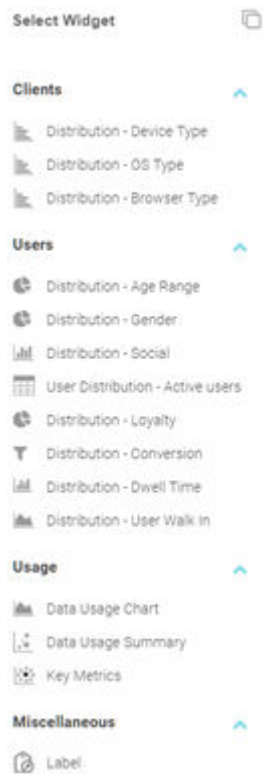 Select Widget
Clients
Distribution - Device Type
Distribution - OS Type
Distribution - Browser Type
Users
Distribution - Age Range
Distribution - Gender
Distribution - Social
User Distribution - Active users
Distribution - Loyalty
Distribution - Conversion
Distribution - Dwell Time
Distribution - User Walk In
Usage
Data Usage Chart
Data Usage Summary
Key Metrics
Miscellaneous
Label